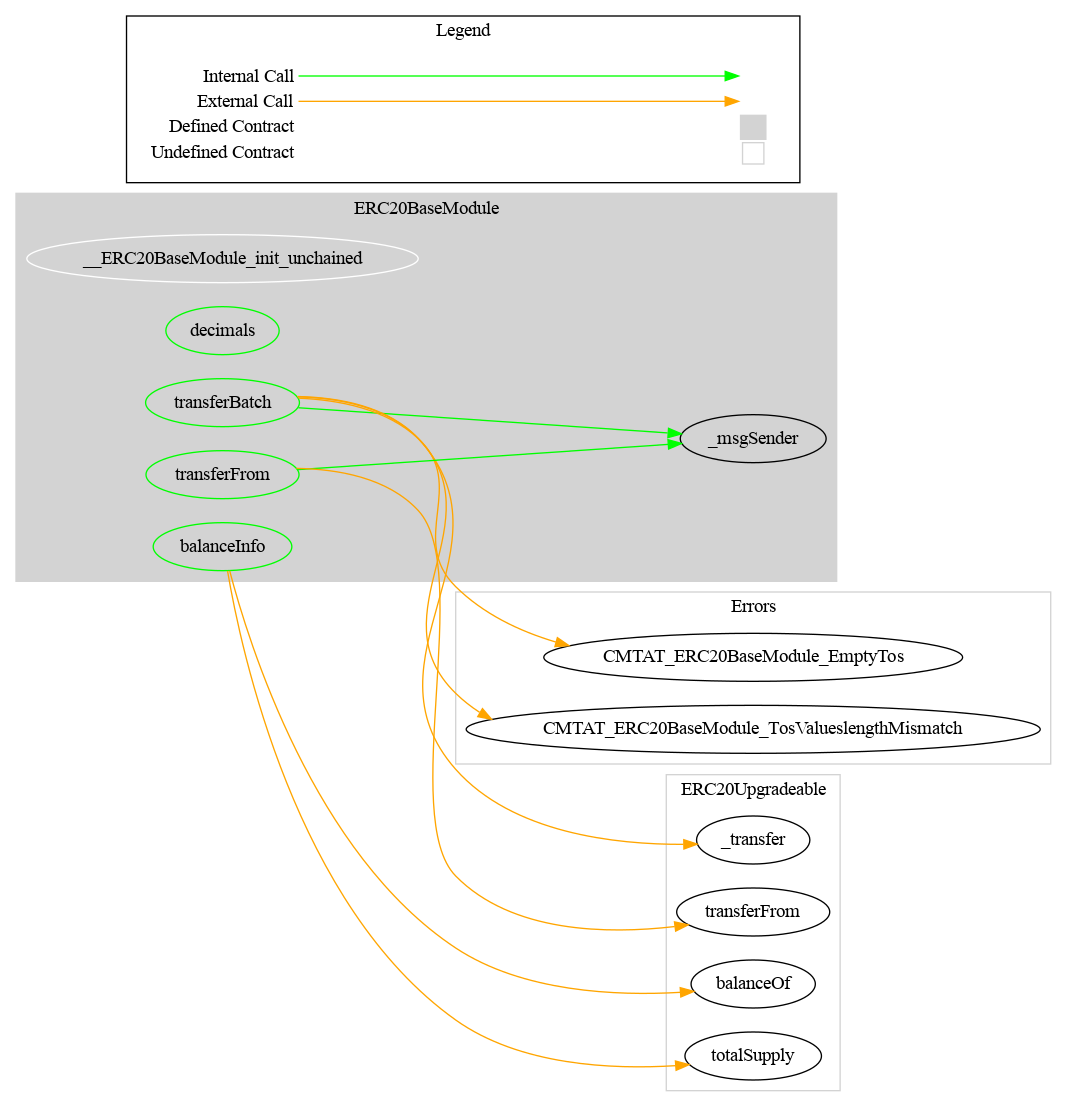 Legend
Internal Call
External Call
Defined Contract
Undefined Contract
ERC20BaseModule
__ERC20BaseModule_init_unchained
decimals
transferBatch
transferFrom
balanceInfo
_msgSender
Errors
CMTAT_ERC20BaseModule_EmptyTos
CMTAT_ERC20BaseModule_TosValueslengthMismatch
ERC20Upgradeable
_transfer
transferFrom
balanceOf
totalSupply